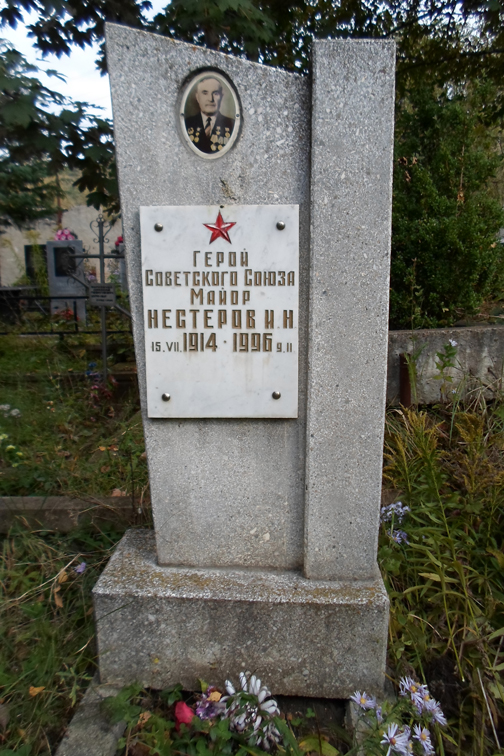 Герой
Советского Союза
Майор
Нестеров И.Н
15.VII.1914 · 1996 9.II